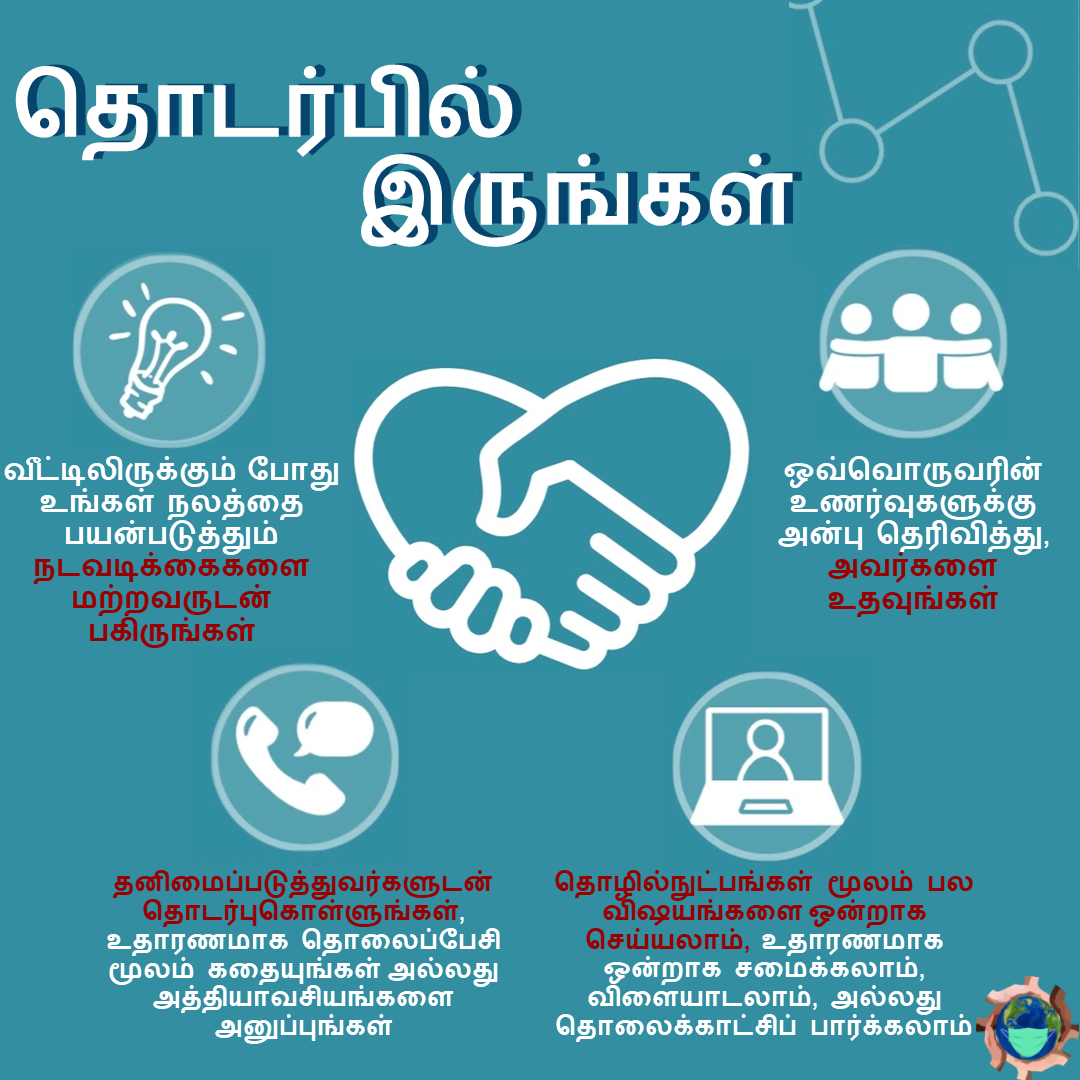 தொடர்பில்
இருங்கள்
வீட்டிலிருக்கும் போது
உங்கள் நலத்தை
பயன்படுத்தும்
நடவடிக்கைகளை
மற்றவருடன்
பகிருங்கள்
ஒவ்வொருவரின்
உணர்வுகளுக்கு
அன்பு தெரிவித்து,
அவர்களை
உதவுங்கள்
தனிமைப்படுத்துவர்களுடன்
தொடர்புகொள்ளுங்கள்,
உதாரணமாக தொலைப்பேசி
மூலம் கதையுங்கள் அல்லது
அத்தியாவசியங்களை
அனுப்புங்கள்
தொழில்நுட்பங்கள் மூலம் பல
விஷயங்களை ஒன்றாக
செய்யலாம், உதாரணமாக
ஒன்றாக சமைக்கலாம்,
விளையாடலாம், அல்லது
தொலைக்காட்சிப் பார்க்கலாம்